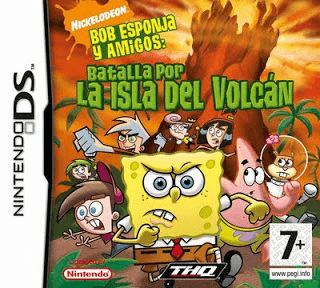 NINTENDO DS
NICKELODEON
BOB ESPONJA
Y AMIGOS:
BATALLA POR
LA ISLA DEL VOLCÁN
Nintendo
THQ
7+
www.pegi.info